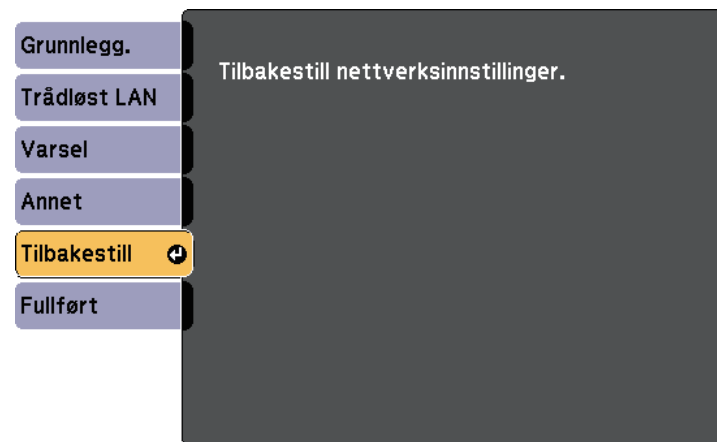 Grunnlegg.
Trådløst LAN
Varsel
Annet
Tilbakestill
Fullført
Tilbakestill nettverksinnstillinger.